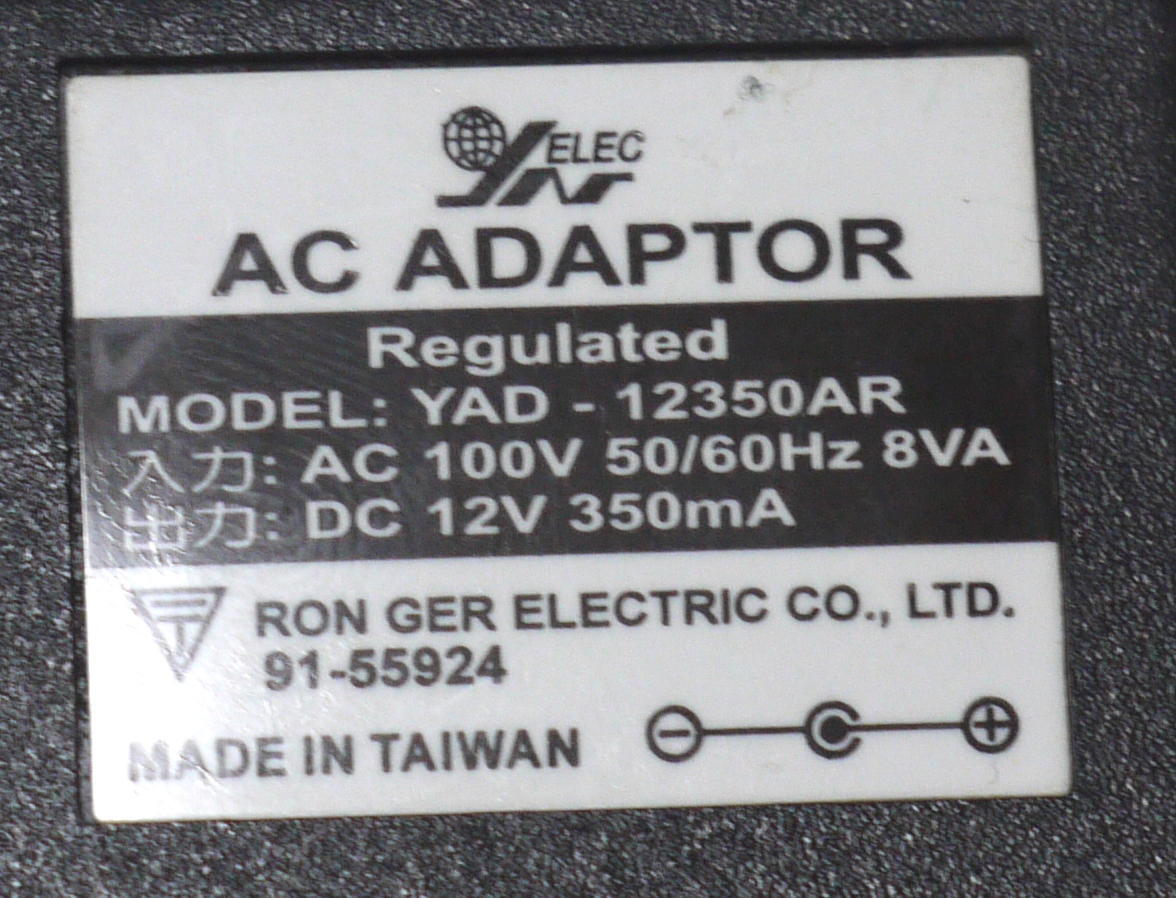 ELEC
AC ADAPTOR
Regulated
MODEL: YAD - 12350AR
入力: AC 100V 50/60Hz 8VA
出力: DC 12V 350mA
RON GER ELECTRIC CO., LTD.
91-55924
MADE IN TAIWAN